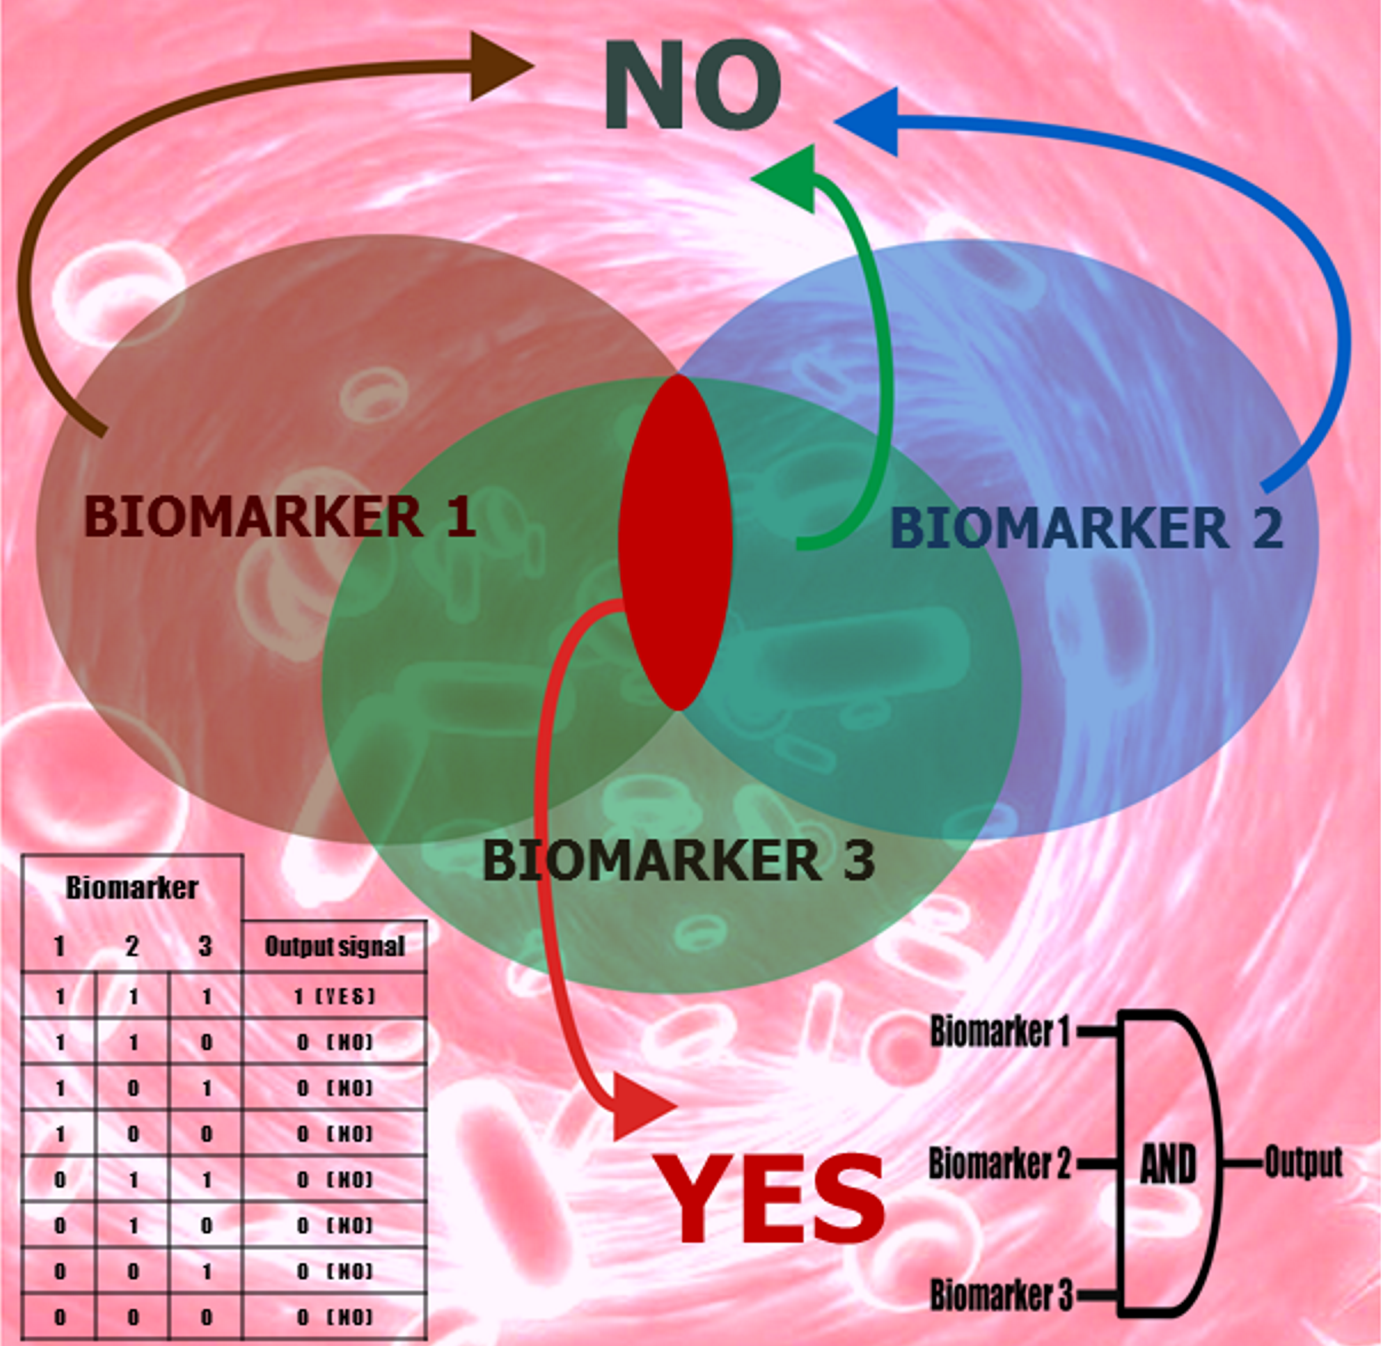 NO
BIOMARKER 1
BIOMARKER 2
BIOMARKER 3
YES
Biomarker
1 2 3 Output signal
1 1 1 1 (YES)
1 1 0 0 (NO)
1 0 1 0 (NO)
1 0 0 0 (NO)
0 1 1 0 (NO)
0 1 0 0 (NO)
0 0 1 0 (NO)
0 0 0 0 (NO)
Biomarker 1
Biomarker 2 AND Output
Biomarker 3